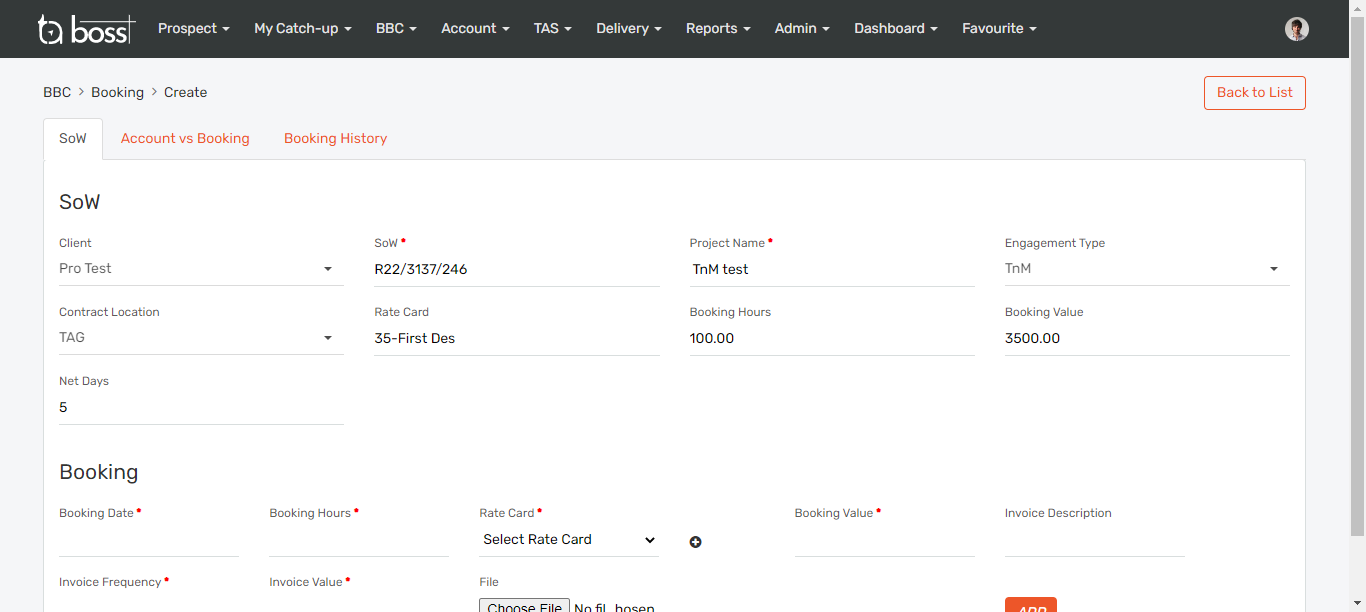 ta boss
Prospect My Catch-up BBC Account TAS Delivery Reports Admin Dashboard Favourite
BBC > Booking > Create
Back to List
SoW Account vs Booking Booking History
SoW
Client SoW * Project Name * Engagement Type
Pro Test R22/3137/246 TnM test TnM
Contract Location Rate Card Booking Hours Booking Value
TAG 35-First Des 100.00 3500.00
Net Days
5
Booking
Booking Date * Booking Hours * Rate Card * Booking Value * Invoice Description
Select Rate Card
Invoice Frequency * Invoice Value * File
Choose File No fil hosen
ADD